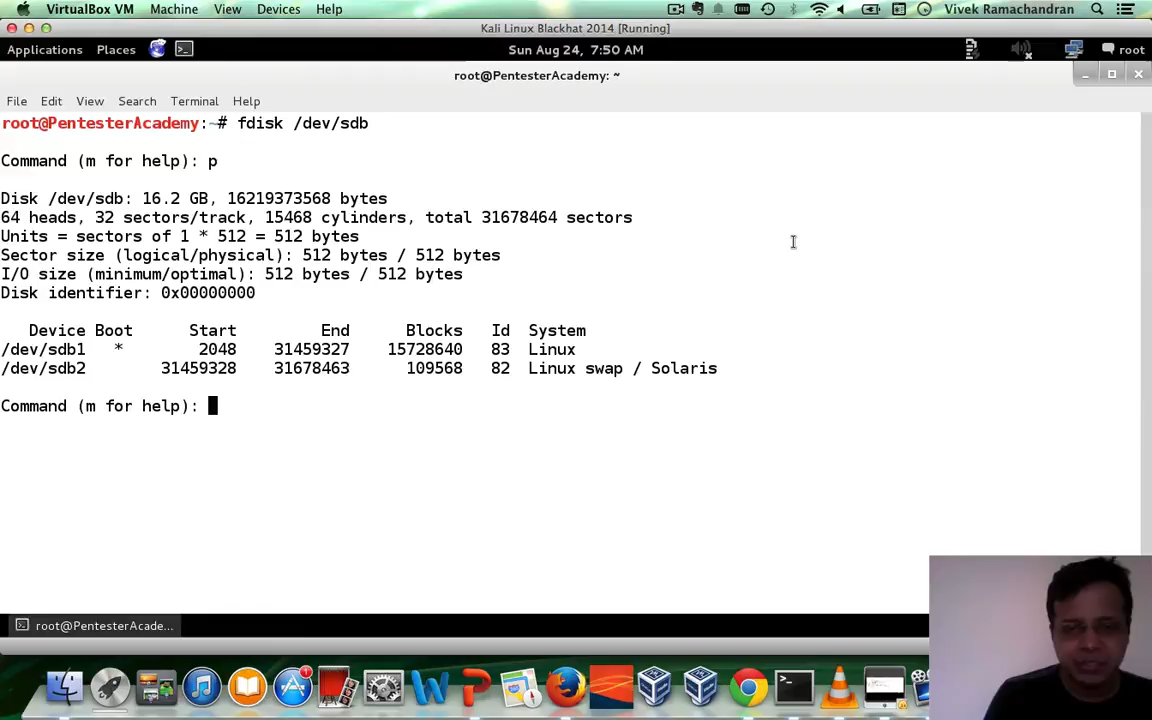 VirtualBox VM Machine View Devices Help Vivek Ramachandran
Kali Linux Blackhat 2014 [Running]
Applications Places Sun Aug 24, 7:50 AM root
root@PentesterAcademy: ~
File Edit View Search Terminal Help
root@PentesterAcademy:~# fdisk /dev/sdb
Command (m for help): p
Disk /dev/sdb: 16.2 GB, 16219373568 bytes
64 heads, 32 sectors/track, 15468 cylinders, total 31678464 sectors
Units = sectors of 1 * 512 = 512 bytes
Sector size (logical/physical): 512 bytes / 512 bytes
I/O size (minimum/optimal): 512 bytes / 512 bytes
Disk identifier: 0x00000000
Device Boot Start End Blocks Id System
/dev/sdb1 * 2048 31459327 15728640 83 Linux
/dev/sdb2 31459328 31678463 109568 82 Linux swap / Solaris
Command (m for help):
root@PentesterAcade...